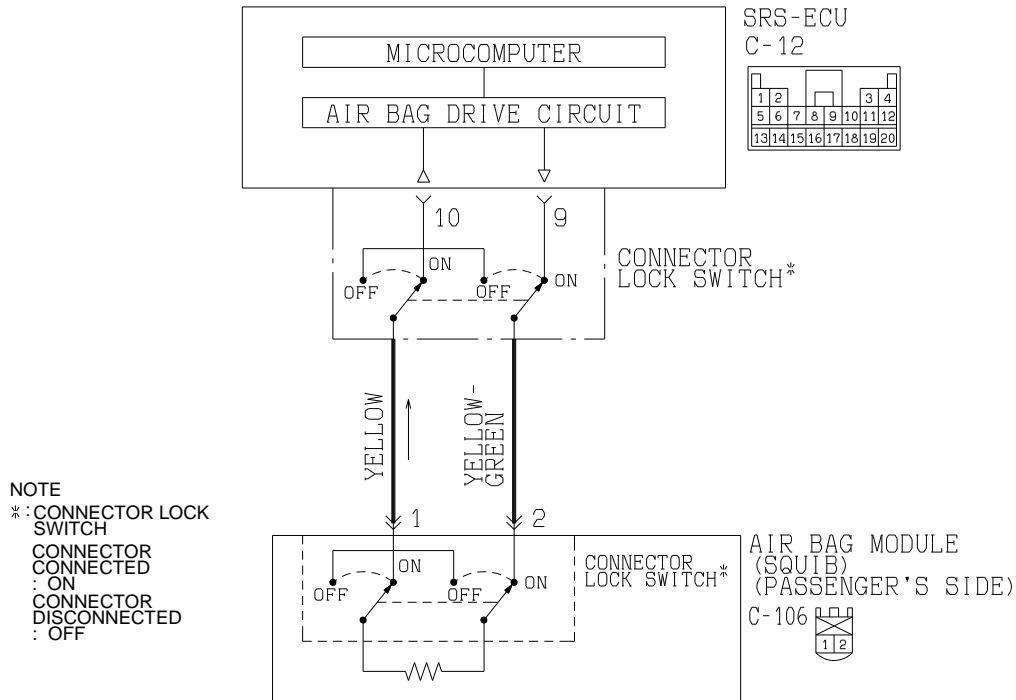 SRS-ECU
C-12
MICROCOMPUTER
AIR BAG DRIVE CIRCUIT
1 2 3 4
5 6 7 8 9 10 11 12
13 14 15 16 17 18 19 20
10 9
CONNECTOR
LOCK SWITCH*
ON
OFF
OFF
ON
YELLOW
YELLOW-
GREEN
NOTE
* : CONNECTOR LOCK
SWITCH
CONNECTOR
CONNECTED
: ON
CONNECTOR
DISCONNECTED
: OFF
1 2
AIR BAG MODULE
(SQUIB)
(PASSENGER'S SIDE)
C-106
1 2
CONNECTOR
LOCK SWITCH*
ON
OFF
OFF
ON